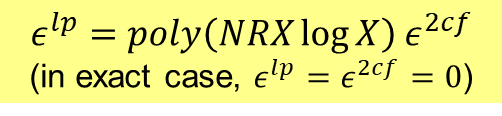 ϵ^{lp} = poly(NRX log X) ϵ^{2cf}
(in exact case, ϵ^{lp} = ϵ^{2cf} = 0)